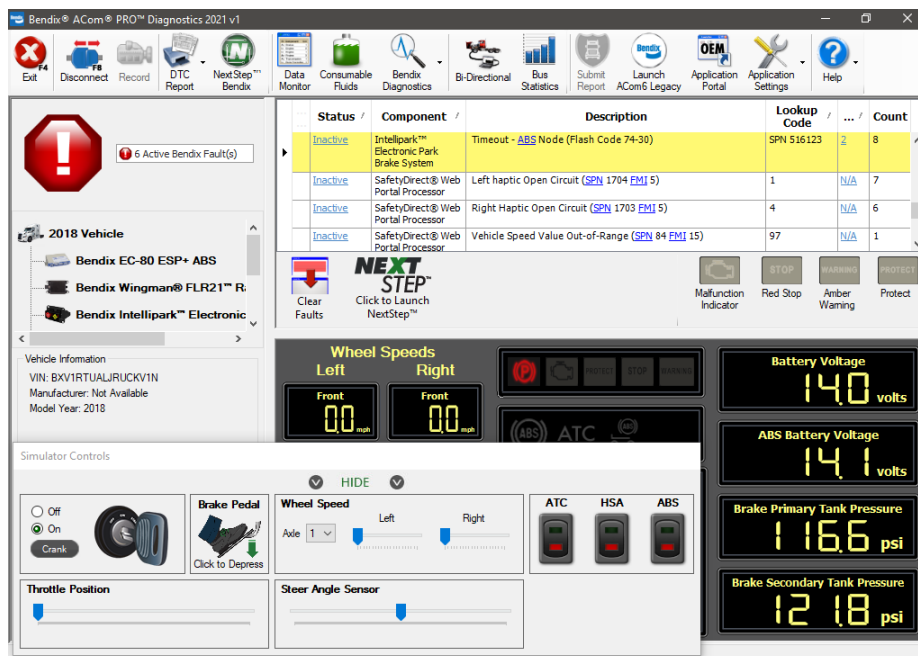 Bendix® ACom® PRO™ Diagnostics 2021 v1
F4
Exit
F8
Disconnect
Record
DTC
Report
NextStep™
Bendix
Data
Monitor
Consumable
Fluids
Bendix
Diagnostics
Bi-Directional
Bus
Statistics
Submit
Report
Bendix
Launch
ACom6 Legacy
OEM
Application
Portal
Application
Settings
Help
6 Active Bendix Fault(s)
Status Component Description Lookup Code ... Count
Inactive Intellipark™ Timeout - ABS Node (Flash Code 74-30) SPN 516123 2 8
Electronic Park
Brake System
Inactive SafetyDirect® Web Left haptic Open Circuit (SPN 1704 FMI 5) 1 N/A 7
Portal Processor
Inactive SafetyDirect® Web Right Haptic Open Circuit (SPN 1703 FMI 5) 4 N/A 6
Portal Processor
Inactive SafetyDirect® Web Vehicle Speed Value Out-of-Range (SPN 84 FMI 15) 97 N/A 1
Portal Processor
2018 Vehicle
Bendix EC-80 ESP+ ABS
Bendix Wingman® FLR21™ R
Bendix Intellipark™ Electronic
Clear
Faults
NEXT
STEP™
Click to Launch
NextStep™
Malfunction
Indicator
STOP
Red Stop
WARNING
Amber
Warning
PROTECT
Protect
Vehicle Information
VIN: BXV1RTUALJRUCKV1N
Manufacturer: Not Available
Model Year: 2018
Wheel Speeds
Left Right
Front Front
0.0 mph 0.0 mph
PROTECT STOP WARNING
ABS ATC
Battery Voltage
14.0 volts
ABS Battery Voltage
14.1 volts
Brake Primary Tank Pressure
116.6 psi
Brake Secondary Tank Pressure
121.8 psi
Simulator Controls
HIDE
Off
On
Crank
Brake Pedal
Click to Depress
Wheel Speed
Axle 1 Left Right
ATC HSA ABS
Throttle Position
Steer Angle Sensor